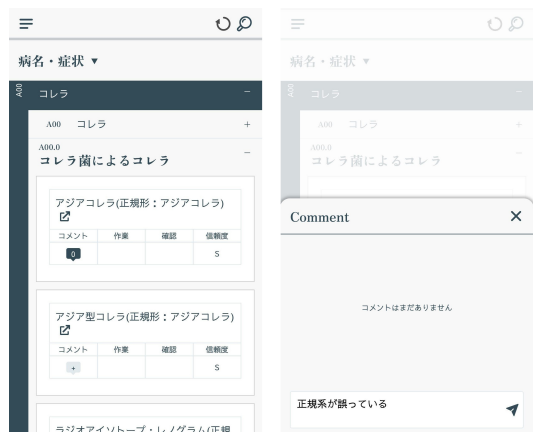 病名・症状 ▼
A00
コレラ
A00 コレラ
A00.0
コレラ菌によるコレラ
アジアコレラ(正規形:アジアコレラ)
コメント 作業 確認 信頼度
0 S
アジア型コレラ(正規形:アジアコレラ)
コメント 作業 確認 信頼度
+ S
ラジオアイソトープ・レノグラム(正規
病名・症状 ▼
A00
コレラ
A00 コレラ
A00.0
コレラ菌によるコレラ
Comment
コメントはまだありません
正規系が誤っている